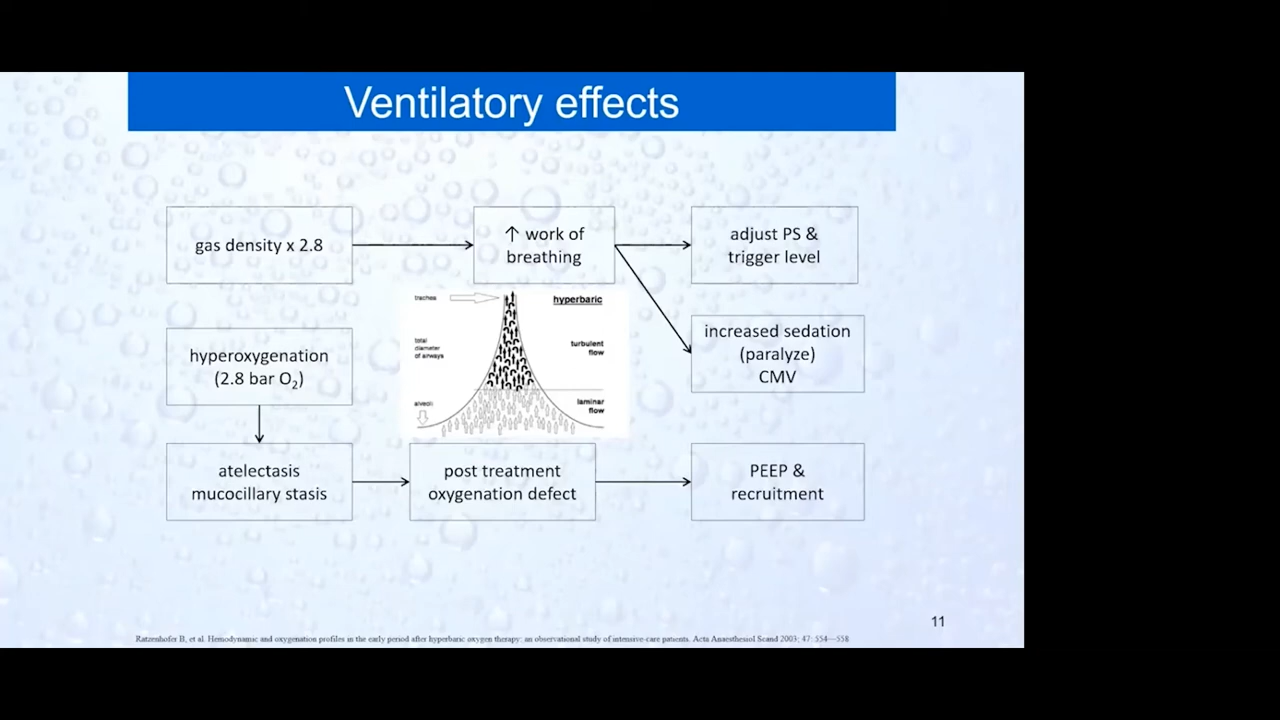 Ventilatory effects
gas density x 2.8
↑ work of
breathing
adjust PS &
trigger level
hyperoxygenation
(2.8 bar O₂)
trachea
hyperbaric
total
diameter
of airways
turbulent
flow
alveoli
laminar
flow
increased sedation
(paralyze)
CMV
atelectasis
mucocillary stasis
post treatment
oxygenation defect
PEEP &
recruitment
11
Ratzenhofer B, et al. Hemodynamic and oxygenation profiles in the early period after hyperbaric oxygen therapy: an observational study of intensive-care patients. Acta Anaesthesiol Scand 2003; 47: 554—558